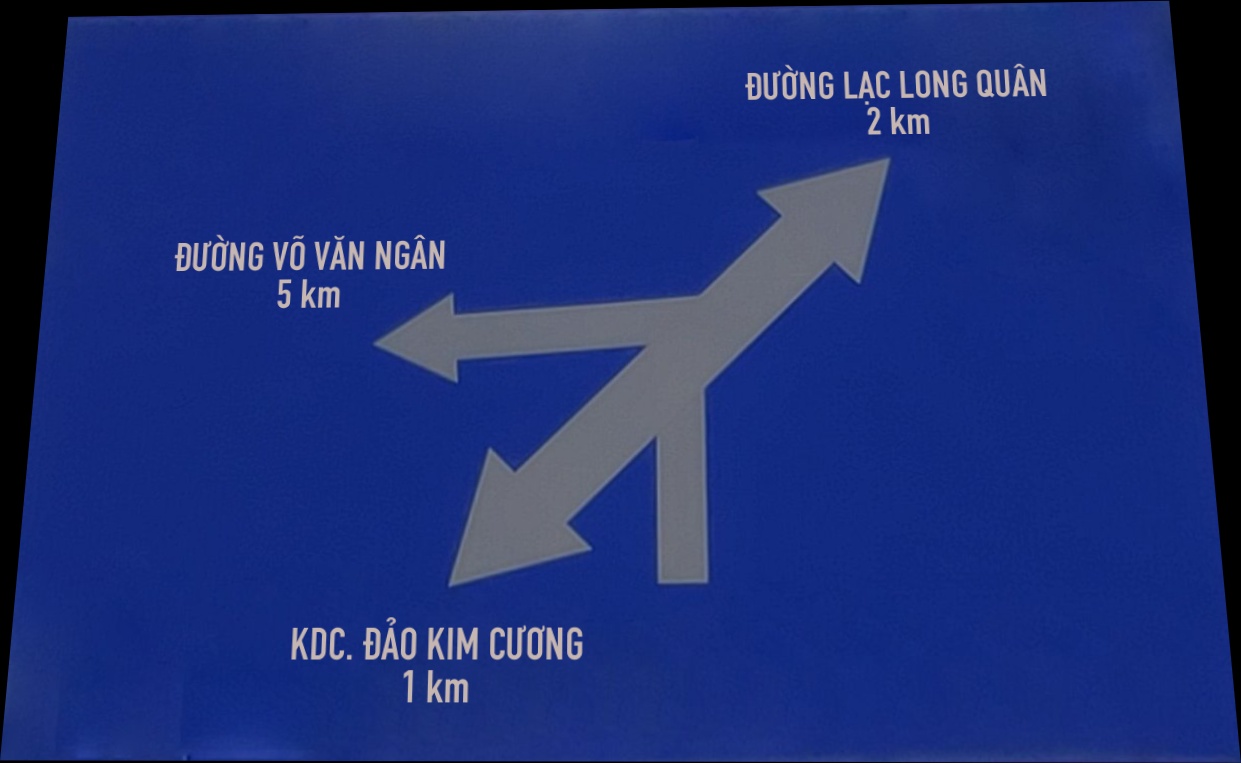 ĐƯỜNG LẠC LONG QUÂN
2 km
ĐƯỜNG VÕ VĂN NGÂN
5 km
KDC. ĐẢO KIM CƯƠNG
1 km